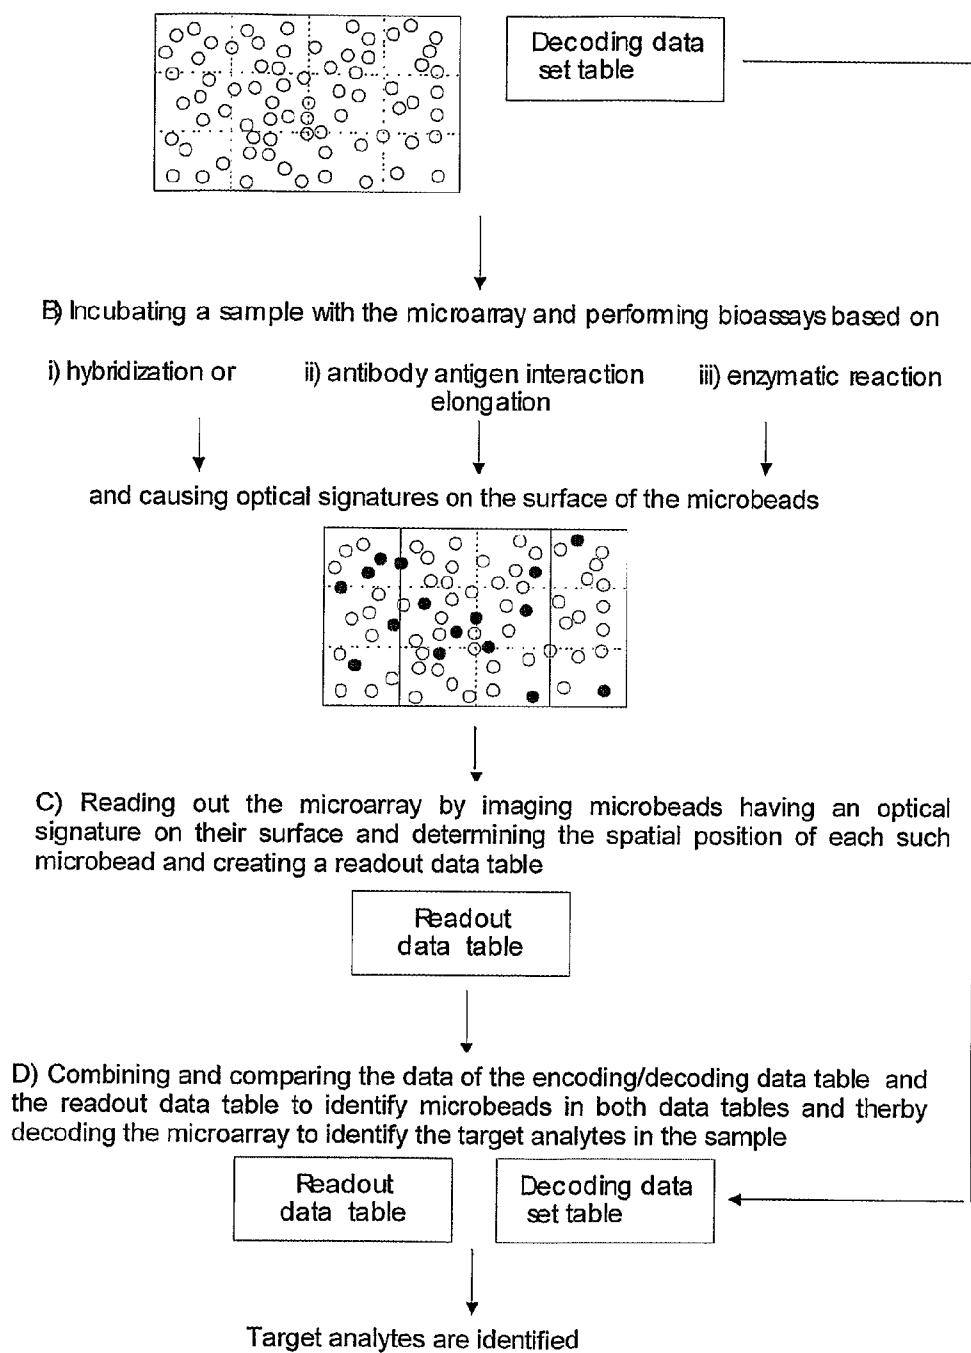 Decoding data
set table
B) Incubating a sample with the microarray and performing bioassays based on
i) hybridization or ii) antibody antigen interaction iii) enzymatic reaction
elongation
and causing optical signatures on the surface of the microbeads
C) Reading out the microarray by imaging microbeads having an optical
signature on their surface and determining the spatial position of each such
microbead and creating a readout data table
Readout
data table
D) Combining and comparing the data of the encoding/decoding data table and
the readout data table to identify microbeads in both data tables and therby
decoding the microarray to identify the target analytes in the sample
Readout
data table
Decoding data
set table
Target analytes are identified